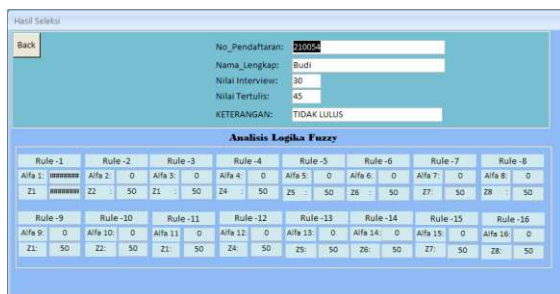 Hasil Seleksi
Back
No_Pendaftaran: 210054
Nama_Lengkap: Budi
Nilai Interview: 30
Nilai Tertulis: 45
KETERANGAN: TIDAK LULUS
Analisis Logika Fuzzy
Rule -1 Rule -2 Rule -3 Rule -4 Rule -5 Rule -6 Rule -7 Rule -8
Alfa 1: ######## Alfa 2: 0 Alfa 3: 0 Alfa 4: 0 Alfa 5: 0 Alfa 6: 0 Alfa 7: 0 Alfa 8: 0
Z1 ######## Z2 : 50 Z1 : 50 Z4 : 50 Z5 : 50 Z6 : 50 Z7: 50 Z8 : 50
Rule -9 Rule -10 Rule -11 Rule -12 Rule -13 Rule -14 Rule -15 Rule -16
Alfa 9: 0 Alfa 10: 0 Alfa 11 0 Alfa 12: 0 Alfa 13: 0 Alfa 14: 0 Alfa 15: 0 Alfa 16: 0
Z1: 50 Z2: 50 Z1: 50 Z4: 50 Z5: 50 Z6: 50 Z7: 50 Z8: 50